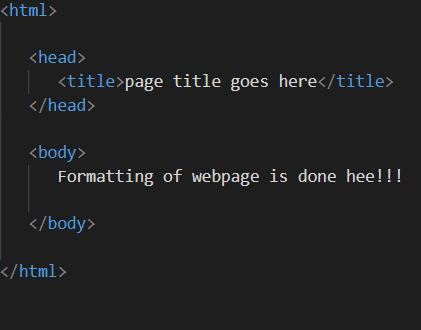 <html>
<head>
<title>page title goes here</title>
</head>
<body>
Formatting of webpage is done hee!!!
</body>
</html>